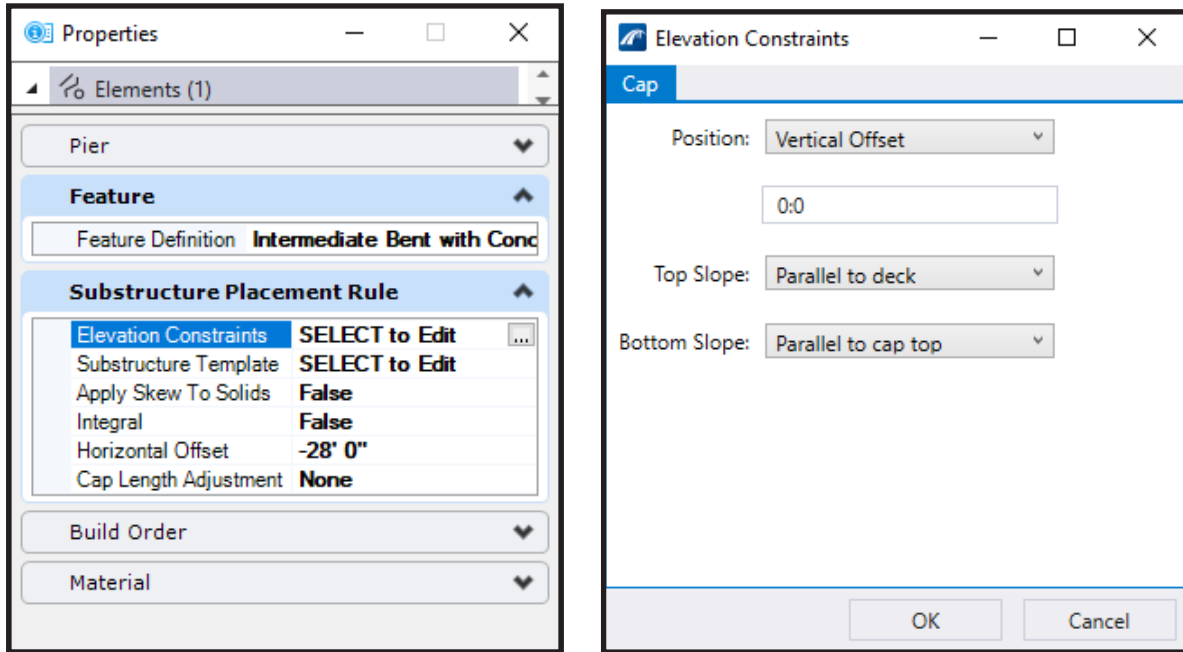 Properties
Elements (1)
Pier
Feature
Feature Definition Intermediate Bent with Conc
Substructure Placement Rule
Elevation Constraints SELECT to Edit ...
Substructure Template SELECT to Edit
Apply Skew To Solids False
Integral False
Horizontal Offset -28' 0"
Cap Length Adjustment None
Build Order
Material
Elevation Constraints
Cap
Position: Vertical Offset
0:0
Top Slope: Parallel to deck
Bottom Slope: Parallel to cap top
OK Cancel